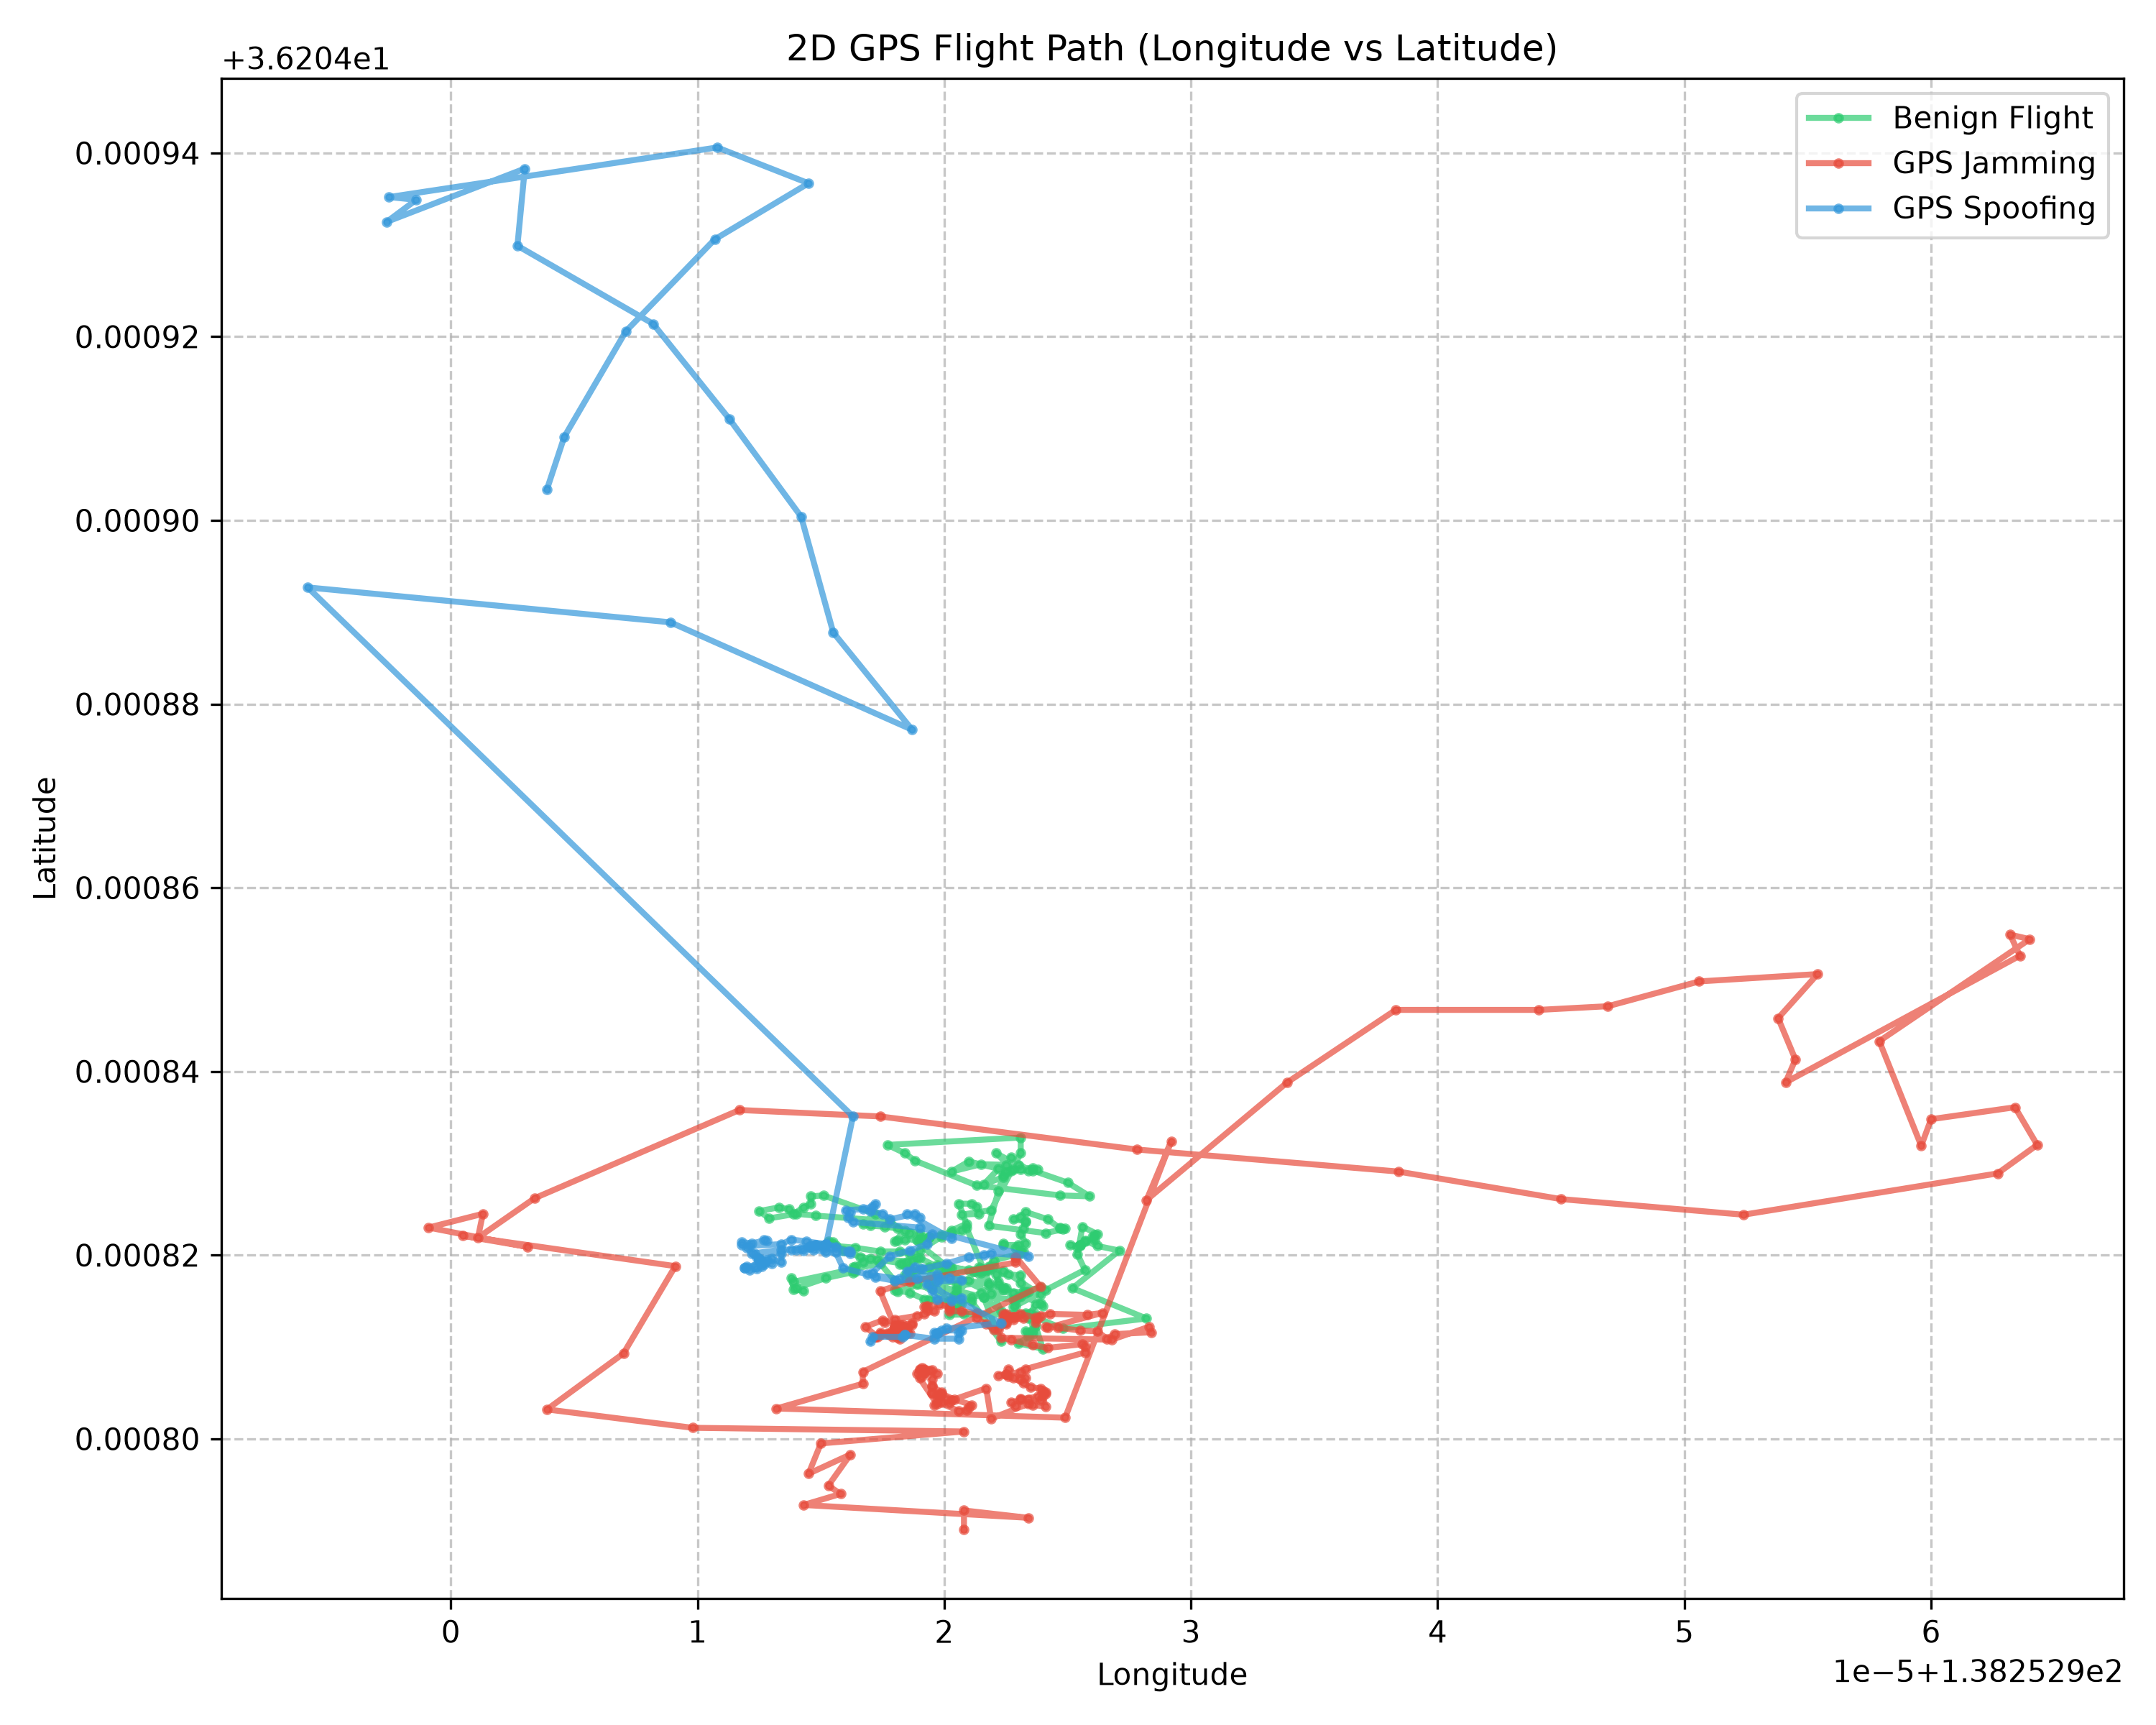 2D GPS Flight Path (Longitude vs Latitude)
+3.6204e1
Benign Flight
GPS Jamming
GPS Spoofing
0.00094
0.00092
0.00090
0.00088
0.00086
0.00084
0.00082
0.00080
Latitude
0 1 2 3 4 5 6
Longitude
1e−5+1.382529e2